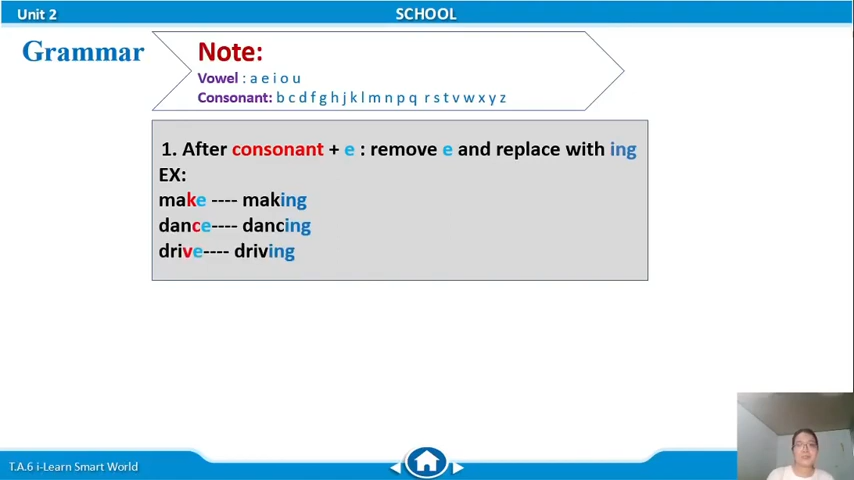 Unit 2
SCHOOL
Grammar
Note:
Vowel : a e i o u
Consonant: b c d f g h j k l m n p q r s t v w x y z
1. After consonant + e : remove e and replace with ing
EX:
make ---- making
dance---- dancing
drive---- driving
T.A.6 i-Learn Smart World